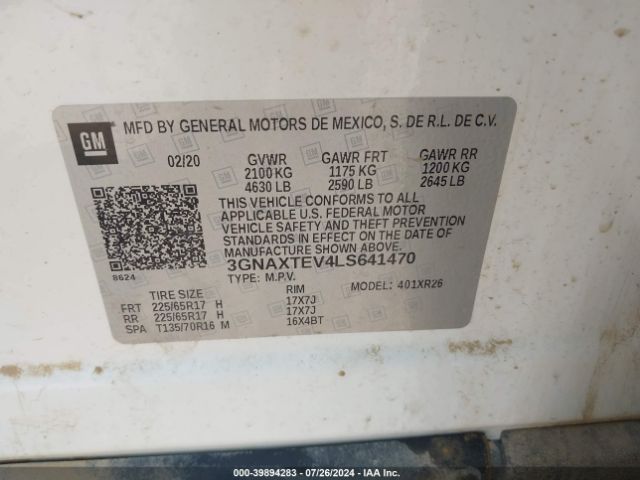 GM
MFD BY GENERAL MOTORS DE MEXICO, S. DE R.L. DE C.V.
02/20 GVWR GAWR FRT GAWR RR
2100 KG 1175 KG 1200 KG
4630 LB 2590 LB 2645 LB
THIS VEHICLE CONFORMS TO ALL
APPLICABLE U.S. FEDERAL MOTOR
VEHICLE SAFETY AND THEFT
PREVENTION STANDARDS IN EFFECT
ON THE DATE OF MANUFACTURE
SHOWN ABOVE.
3GNAXTEV4LS641470
8624 TYPE: M.P.V. MODEL: 401XR26
TIRE SIZE RIM
FRT 225/65R17 H 17X7J
RR 225/65R17 H 17X7J
SPA T135/70R16 M 16X4BT
000-39894283 - 07/26/2024 - IAA Inc.